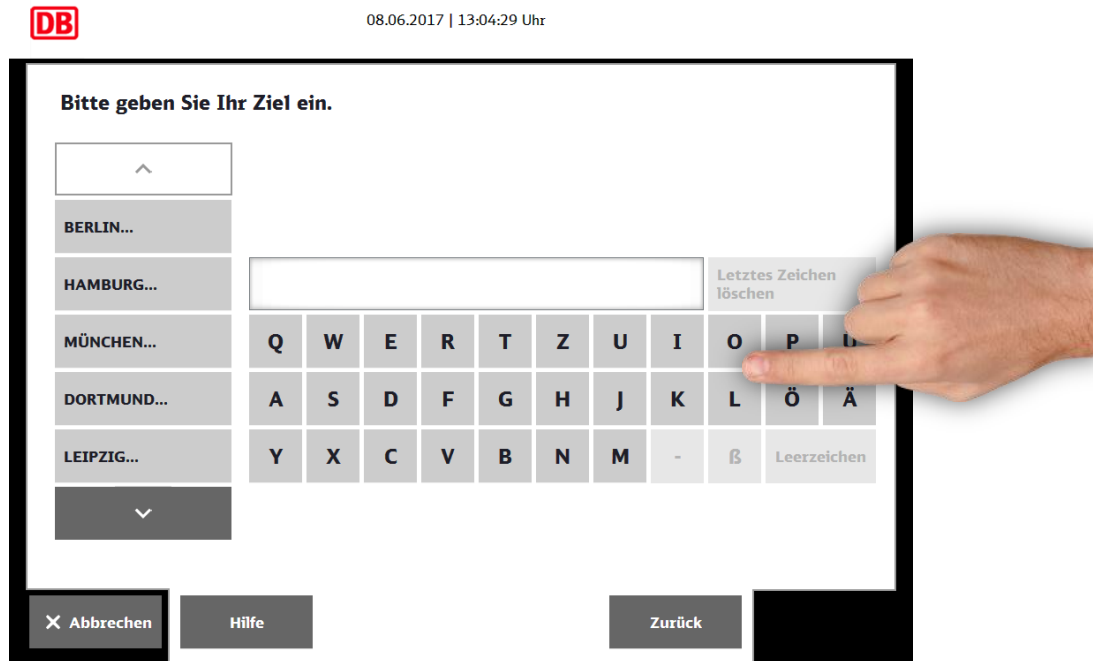 DB
08.06.2017 | 13:04:29 Uhr
Bitte geben Sie Ihr Ziel ein.
BERLIN...
HAMBURG...
MÜNCHEN...
DORTMUND...
LEIPZIG...
Letztes Zeichen
löschen
Q W E R T Z U I O P Ü
A S D F G H J K L Ö Ä
Y X C V B N M - ß Leerzeichen
Abbrechen
Hilfe
Zurück